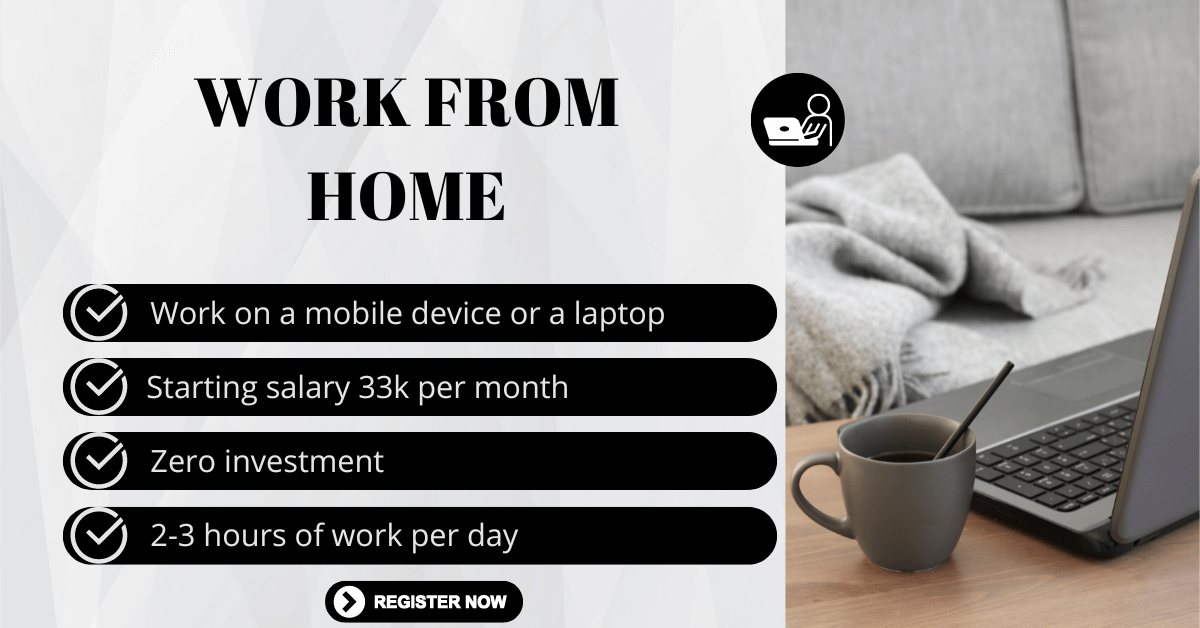 WORK FROM
HOME
Work on a mobile device or a laptop
Starting salary 33k per month
Zero investment
2-3 hours of work per day
REGISTER NOW